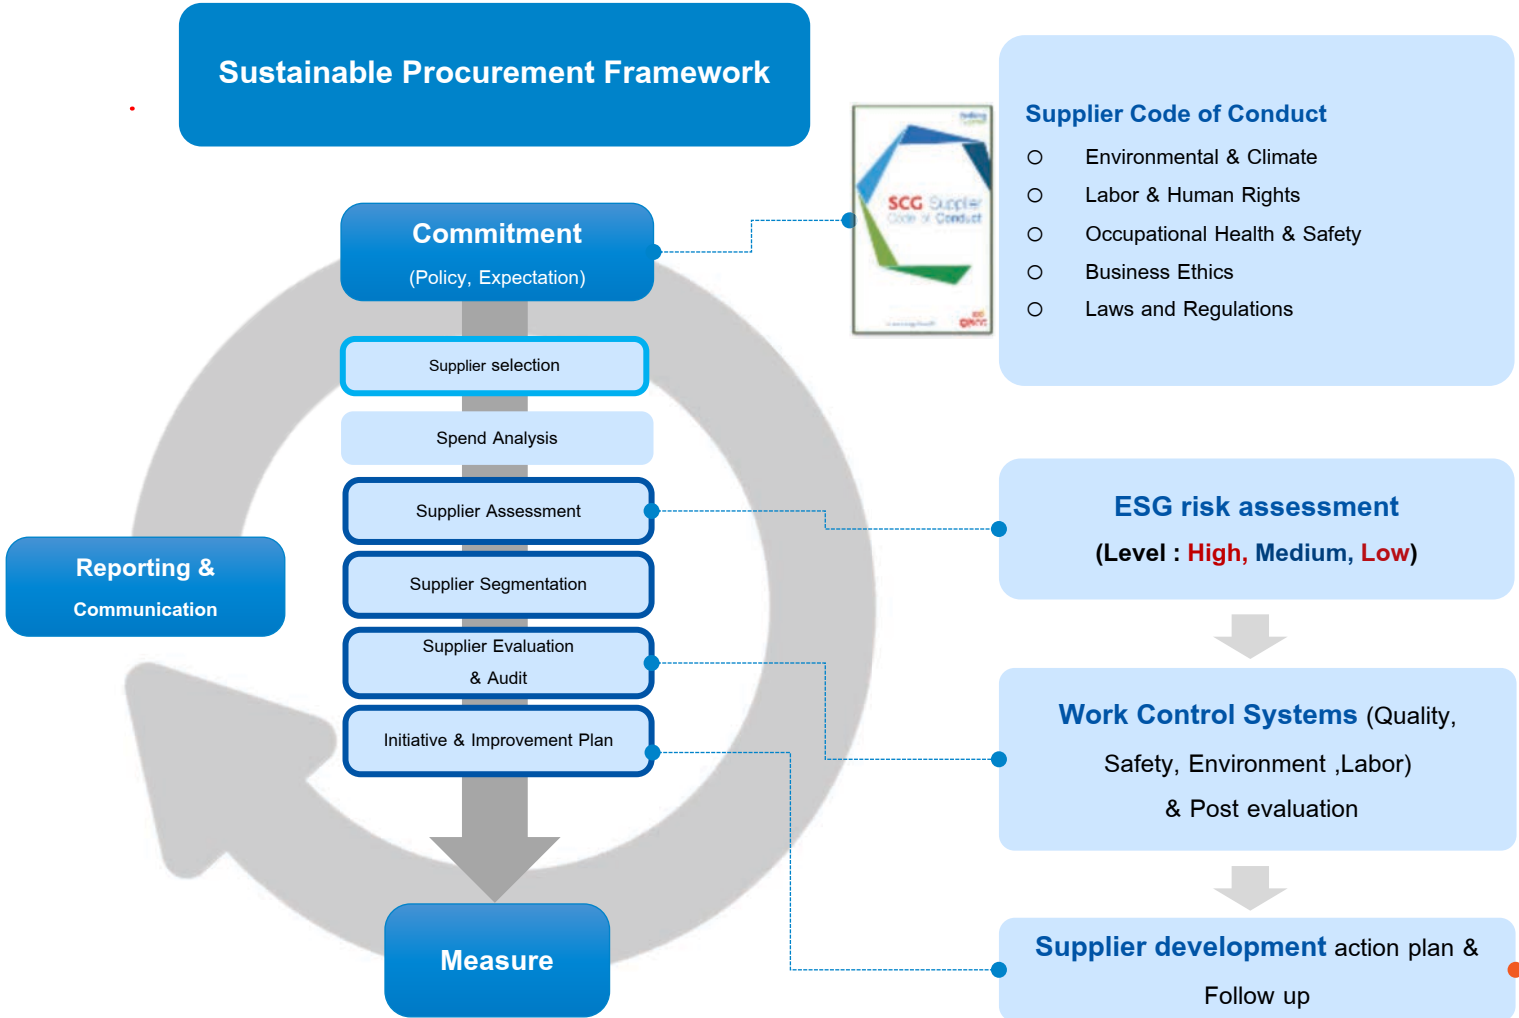 Sustainable Procurement Framework
Commitment
(Policy, Expectation)
Supplier selection
Spend Analysis
Supplier Assessment
Supplier Segmentation
Supplier Evaluation
& Audit
Initiative & Improvement Plan
Measure
Reporting &
Communication
SCG Supplier
Code of Conduct
Supplier Code of Conduct
Environmental & Climate
Labor & Human Rights
Occupational Health & Safety
Business Ethics
Laws and Regulations
ESG risk assessment
(Level : High, Medium, Low)
Work Control Systems (Quality,
Safety, Environment ,Labor)
& Post evaluation
Supplier development action plan &
Follow up